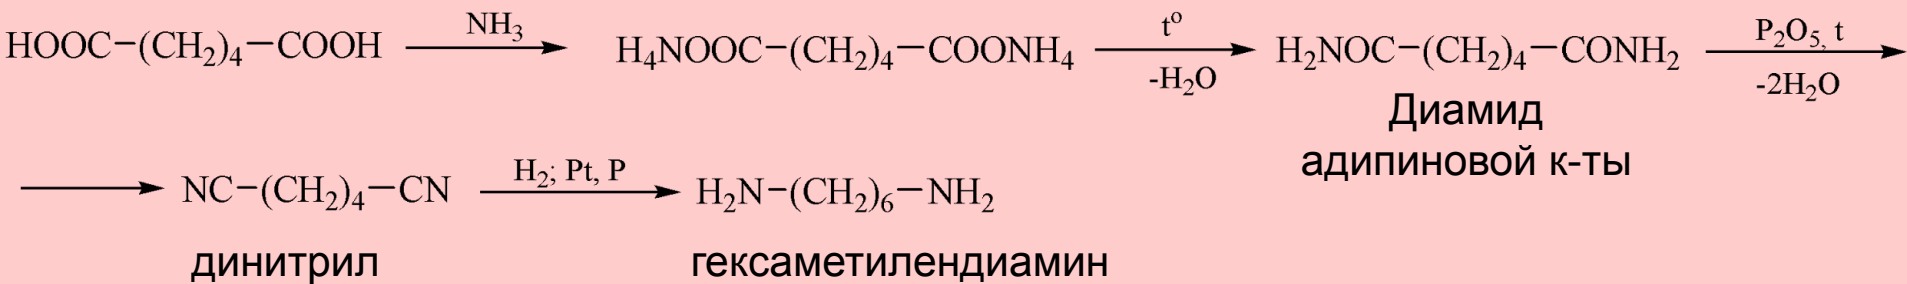 HOOC–(CH₂)₄–COOH —NH₃→ H₄NOOC–(CH₂)₄–COONH₄ —tº, -H₂O→ H₂NOC–(CH₂)₄–CONH₂ —P₂O₅, t, -2H₂O→
Диамид
адипиновой к-ты
→ NC–(CH₂)₄–CN —H₂; Pt, P→ H₂N–(CH₂)₆–NH₂
динитрил гексаметилендиамин